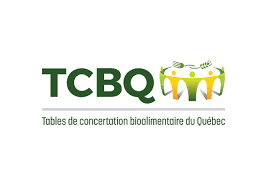 TCBQ
Tables de concertation bioalimentaire du Québec